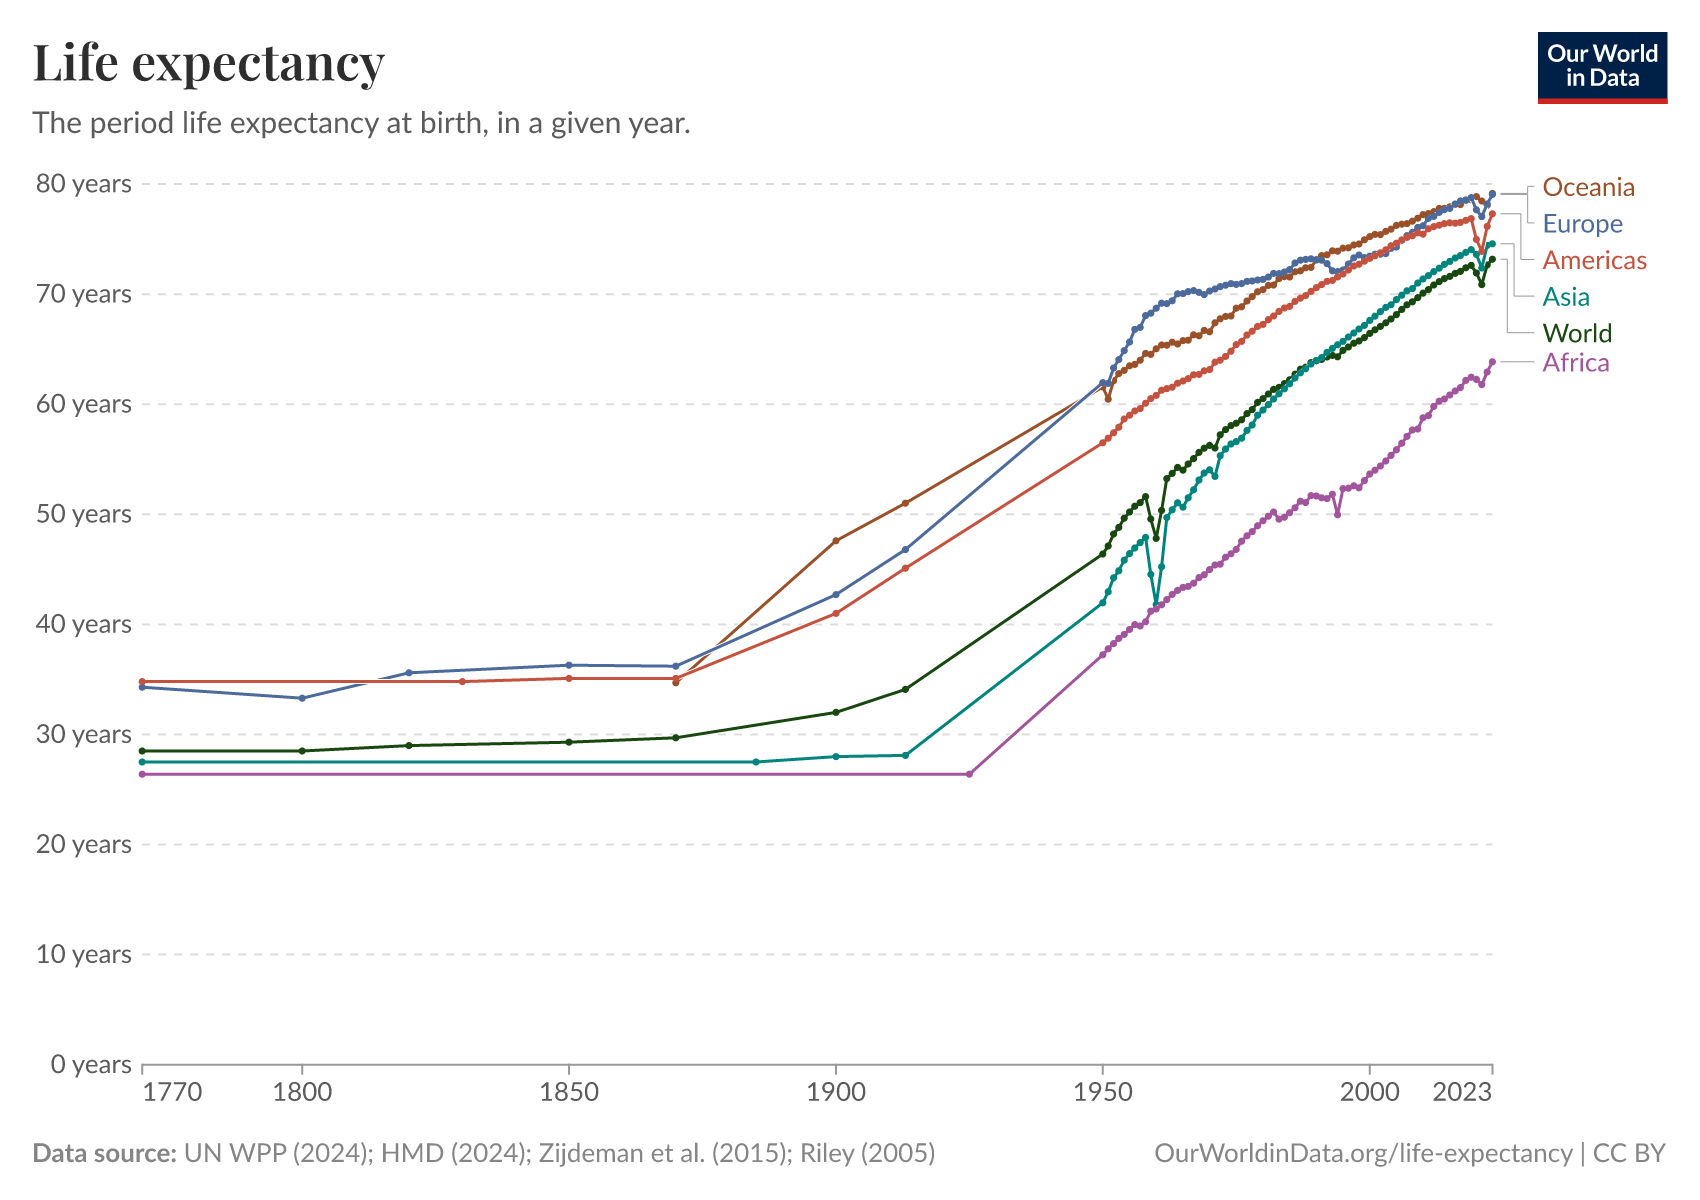 Life expectancy
The period life expectancy at birth, in a given year.
Our World
in Data
80 years
70 years
60 years
50 years
40 years
30 years
20 years
10 years
0 years
1770
1800
1850
1900
1950
2000
2023
Oceania
Europe
Americas
Asia
World
Africa
Data source: UN WPP (2024); HMD (2024); Zijdeman et al. (2015); Riley (2005)
OurWorldinData.org/life-expectancy | CC BY